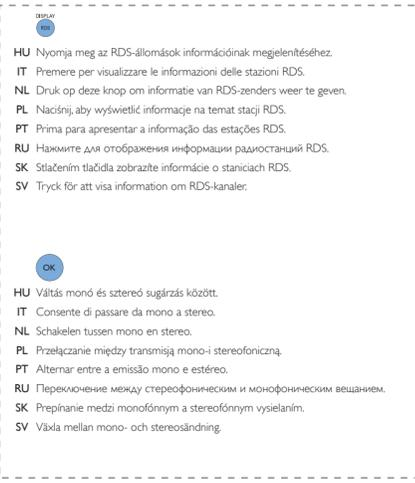 DISPLAY
RDS
HU Nyomja meg az RDS-állomások információinak megjelenítéséhez.
IT Premere per visualizzare le informazioni delle stazioni RDS.
NL Druk op deze knop om informatie van RDS-zenders weer te geven.
PL Naciśnij, aby wyświetlić informacje na temat stacji RDS.
PT Prima para apresentar a informação das estações RDS.
RU Нажмите для отображения информации радиостанций RDS.
SK Stlačením tlačidla zobrazíte informácie o staniciach RDS.
SV Tryck för att visa information om RDS-kanaler.
OK
HU Váltás monó és sztereó sugárzás között.
IT Consente di passare da mono a stereo.
NL Schakelen tussen mono en stereo.
PL Przełączanie między transmisją mono-i stereofoniczną.
PT Alternar entre a emissão mono e estéreo.
RU Переключение между стереофоническим и монофоническим вещанием.
SK Prepínanie medzi monofónnym a stereofónnym vysielaním.
SV Växla mellan mono- och stereosändning.